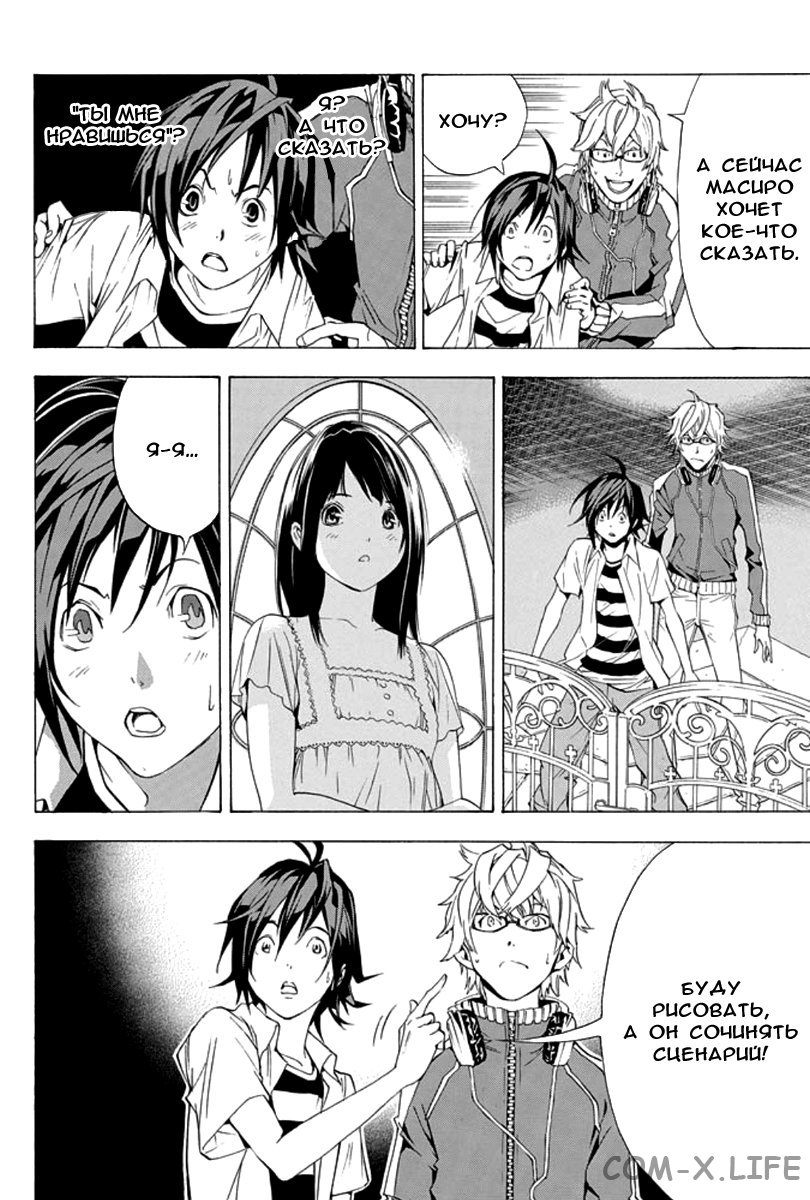 А СЕЙЧАС
МАСИРО
ХОЧЕТ
КОЕ-ЧТО
СКАЗАТЬ.
ХОЧУ?
Я?
А ЧТО
СКАЗАТЬ?
"ТЫ МНЕ
НРАВИШЬСЯ"?
Я-Я...
БУДУ
РИСОВАТЬ,
А ОН СОЧИНЯТЬ
СЦЕНАРИЙ!
COM-X.LIFE